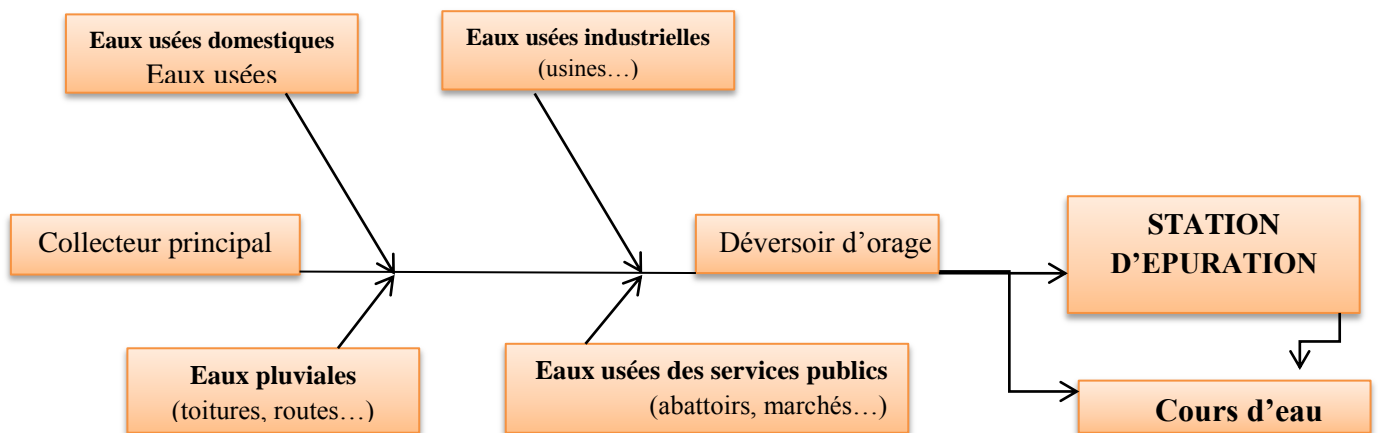 Eaux usées domestiques
Eaux usées
Eaux usées industrielles
(usines…)
Collecteur principal
Déversoir d’orage
STATION
D’EPURATION
Eaux pluviales
(toitures, routes…)
Eaux usées des services publics
(abattoirs, marchés…)
Cours d’eau